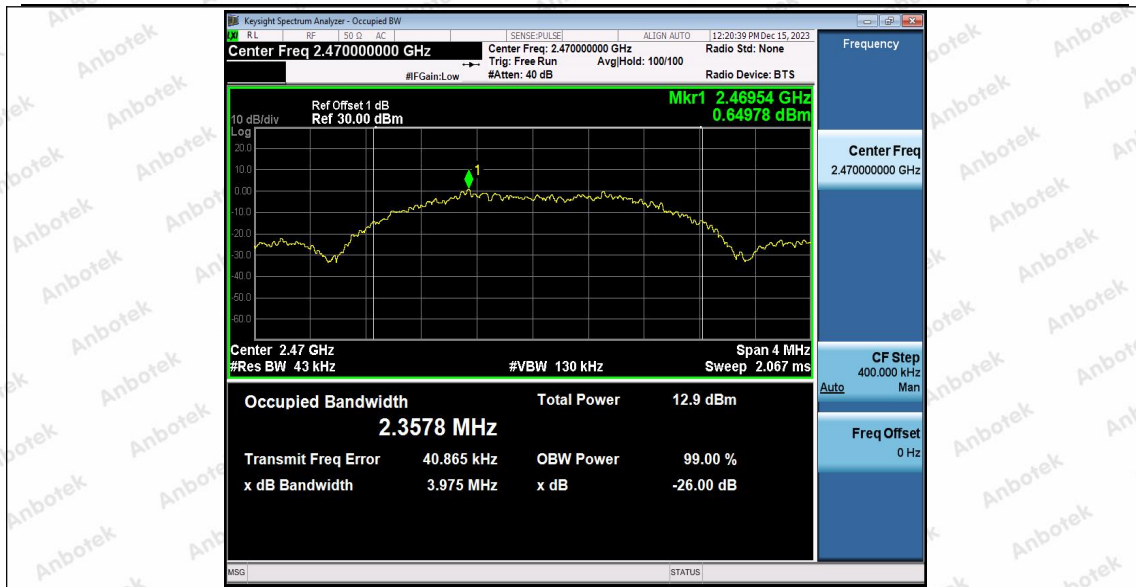 Keysight Spectrum Analyzer - Occupied BW
LXI RL RF 50 Ω AC SENSE:PULSE ALIGN AUTO 12:20:39 PM Dec 15, 2023
Center Freq 2.470000000 GHz
Center Freq: 2.470000000 GHz Radio Std: None
Trig: Free Run Avg|Hold: 100/100
#IFGain:Low #Atten: 40 dB Radio Device: BTS
Frequency
Mkr1 2.46954 GHz
0.64978 dBm
Ref Offset 1 dB
10 dB/div Ref 30.00 dBm
Log
20.0
10.0
0.00
-10.0
-20.0
-30.0
-40.0
-50.0
-60.0
1
Center 2.47 GHz Span 4 MHz
#Res BW 43 kHz #VBW 130 kHz Sweep 2.067 ms
Occupied Bandwidth Total Power 12.9 dBm
2.3578 MHz
Transmit Freq Error 40.865 kHz OBW Power 99.00 %
x dB Bandwidth 3.975 MHz x dB -26.00 dB
Center Freq
2.470000000 GHz
CF Step
400.000 kHz
Auto Man
Freq Offset
0 Hz
MSG STATUS
Anbotek